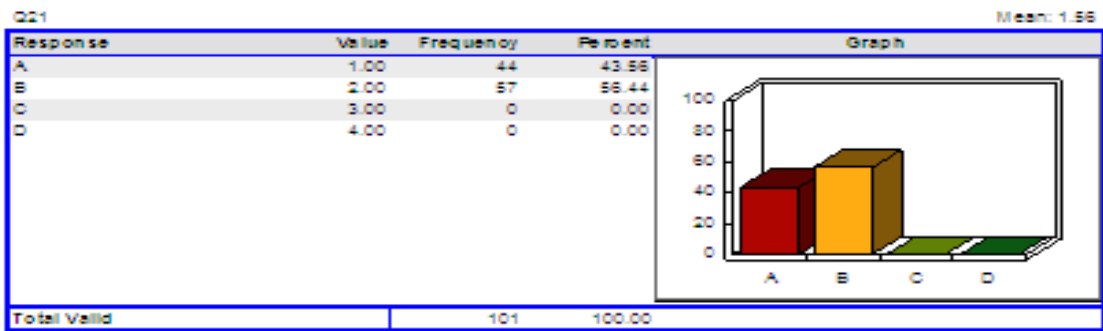 Q21 Mean: 1.56
Response Value Frequency Percent Graph
A 1.00 44 43.56
B 2.00 57 56.44
C 3.00 0 0.00
D 4.00 0 0.00
100
80
60
40
20
0
A B C D
Total Valid 101 100.00